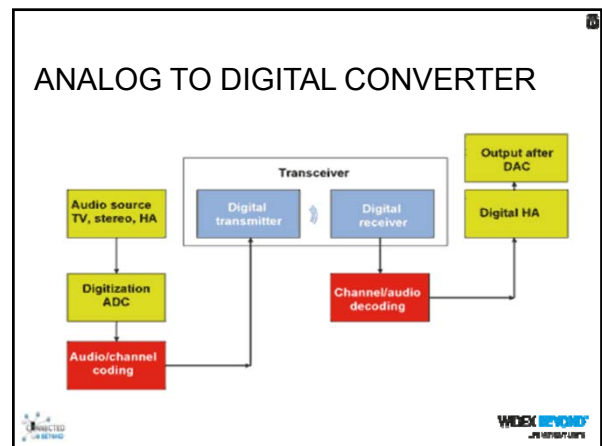 ANALOG TO DIGITAL CONVERTER
Audio source
TV, stereo, HA
Digitization
ADC
Audio/channel
coding
Transceiver
Digital
transmitter
Digital
receiver
Channel/audio
decoding
Output after
DAC
Digital HA
WIDEX BEYOND